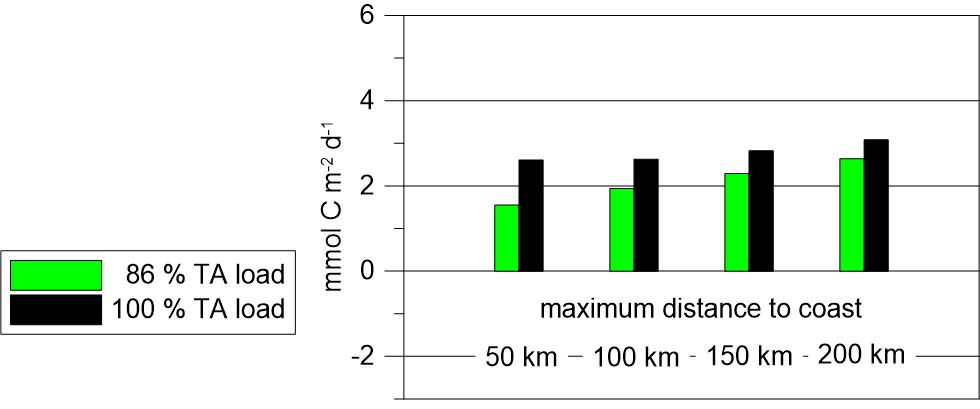 6
4
2
0
-2
mmol C m-2 d-1
86 % TA load
100 % TA load
maximum distance to coast
50 km 100 km 150 km 200 km